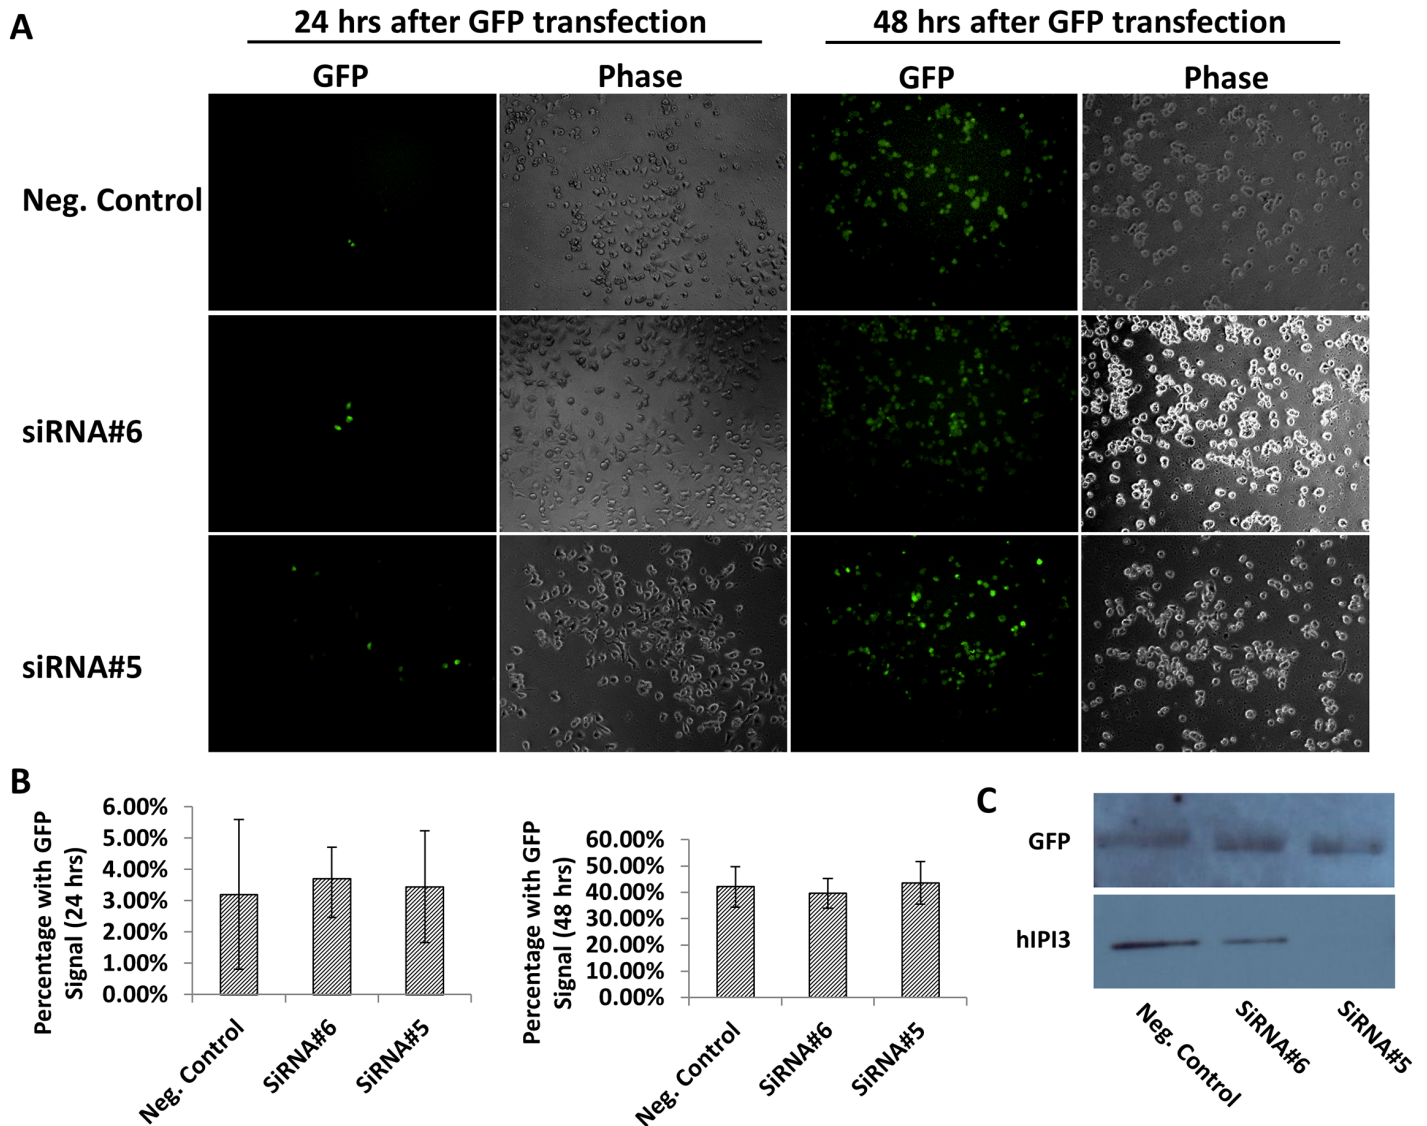 A
24 hrs after GFP transfection
48 hrs after GFP transfection
GFP
Phase
GFP
Phase
Neg. Control
siRNA#6
siRNA#5
B
Percentage with GFP
Signal (24 hrs)
6.00%
5.00%
4.00%
3.00%
2.00%
1.00%
0.00%
Neg. Control
SiRNA#6
SiRNA#5
Percentage with GFP
Signal (48 hrs)
60.00%
50.00%
40.00%
30.00%
20.00%
10.00%
0.00%
Neg. Control
SiRNA#6
SiRNA#5
C
GFP
hIPI3
Neg. Control
SiRNA#6
SiRNA#5